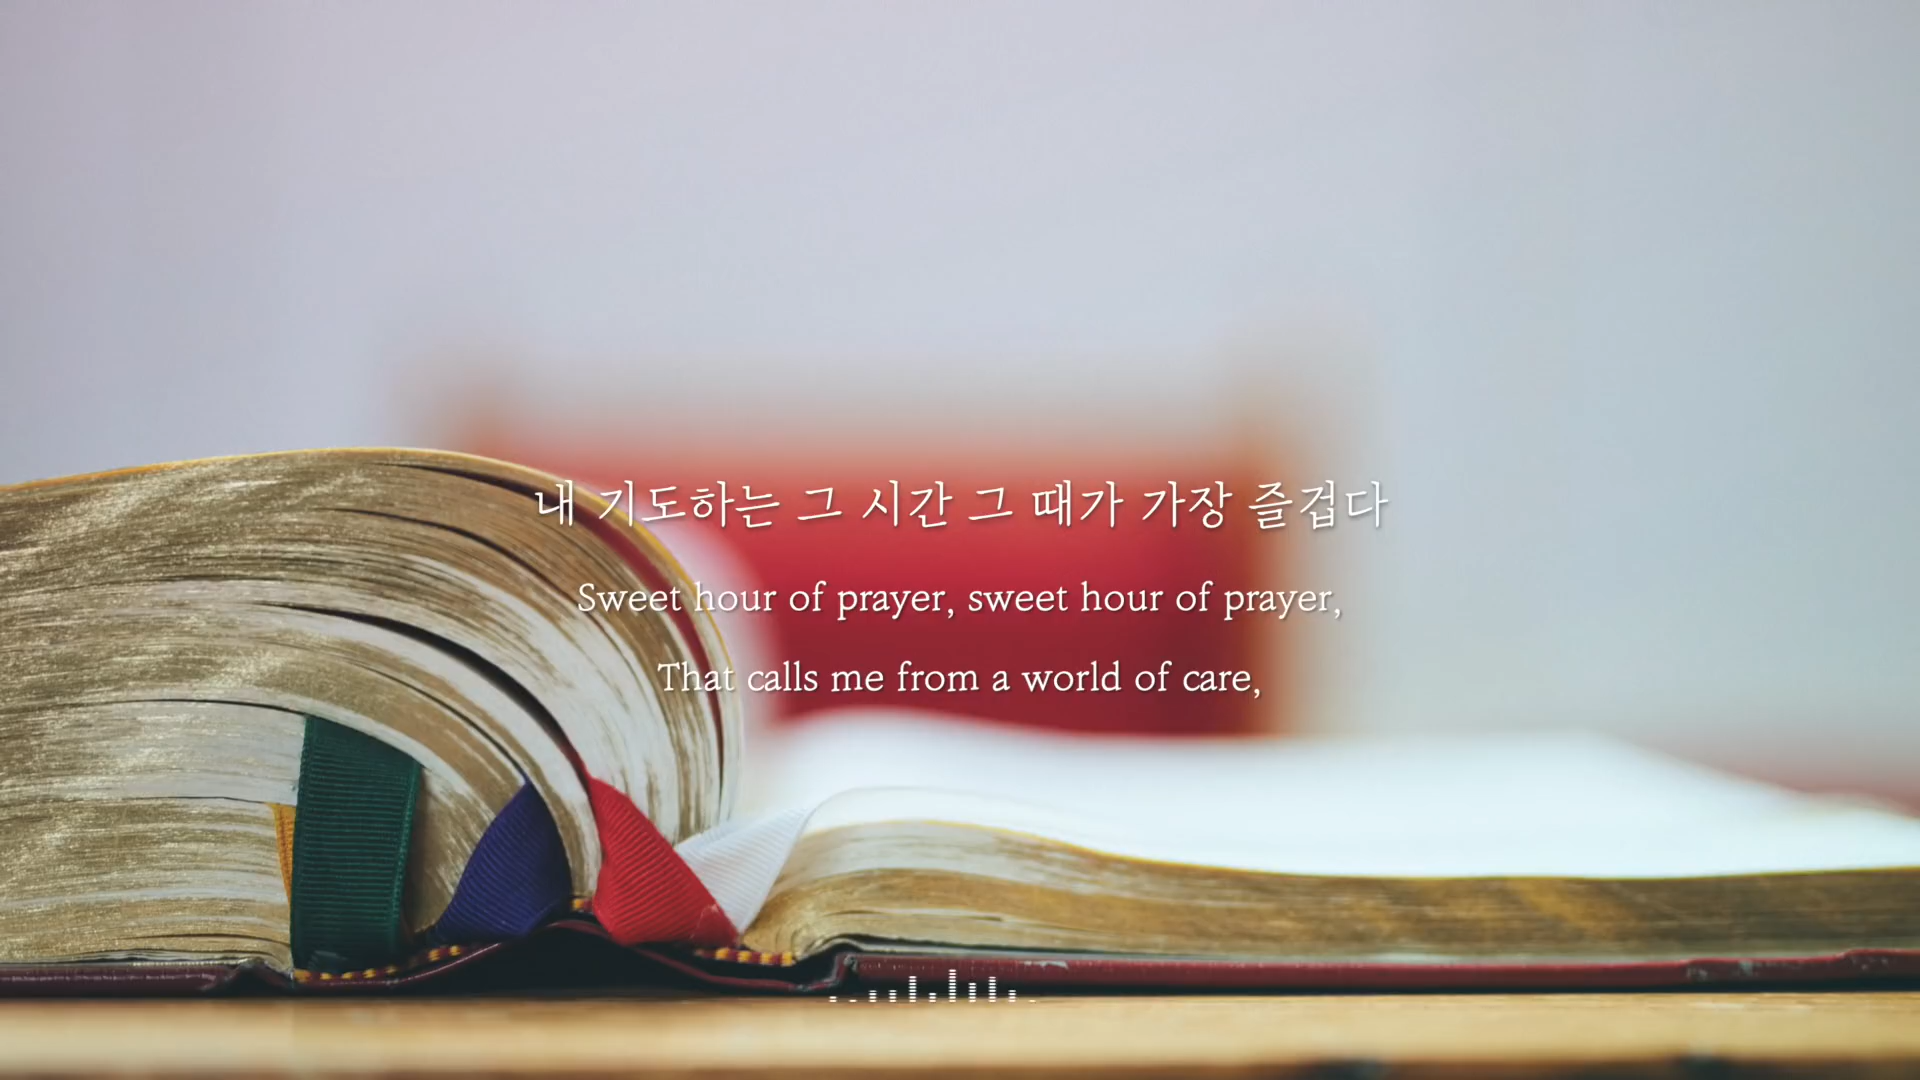 내 기도하는 그 시간 그 때가 가장 즐겁다
Sweet hour of prayer, sweet hour of prayer,
That calls me from a world of care,